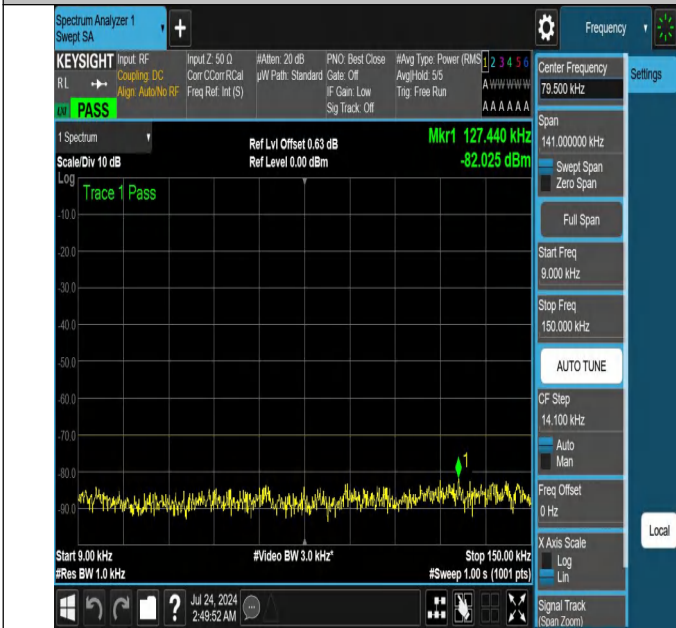 Spectrum Analyzer 1
Swept SA
+
Frequency
KEYSIGHT
RL
PASS
Input: RF
Coupling: DC
Align: Auto/No RF
Input Z: 50 Ω
Corr CCorr RCal
Freq Ref: Int (S)
#Atten: 20 dB
µW Path: Standard
PNO: Best Close
Gate: Off
IF Gain: Low
Sig Track: Off
#Avg Type: Power (RMS
Avg|Hold: 5/5
Trig: Free Run
1 2 3 4 5 6
A W W W W W
A A A A A A
1 Spectrum
Scale/Div 10 dB
Ref Lvl Offset 0.63 dB
Ref Level 0.00 dBm
Mkr1 127.440 kHz
-82.025 dBm
Log
Trace 1 Pass
-10.0
-20.0
-30.0
-40.0
-50.0
-60.0
-70.0
-80.0
-90.0
1
Start 9.00 kHz
#Res BW 1.0 kHz
#Video BW 3.0 kHz*
Stop 150.00 kHz
#Sweep 1.00 s (1001 pts)
Jul 24, 2024
2:49:52 AM
Center Frequency
79.500 kHz
Settings
Span
141.000000 kHz
Swept Span
Zero Span
Full Span
Start Freq
9.000 kHz
Stop Freq
150.000 kHz
AUTO TUNE
CF Step
14.100 kHz
Auto
Man
Freq Offset
0 Hz
X Axis Scale
Log
Lin
Local
Signal Track
(Span Zoom)